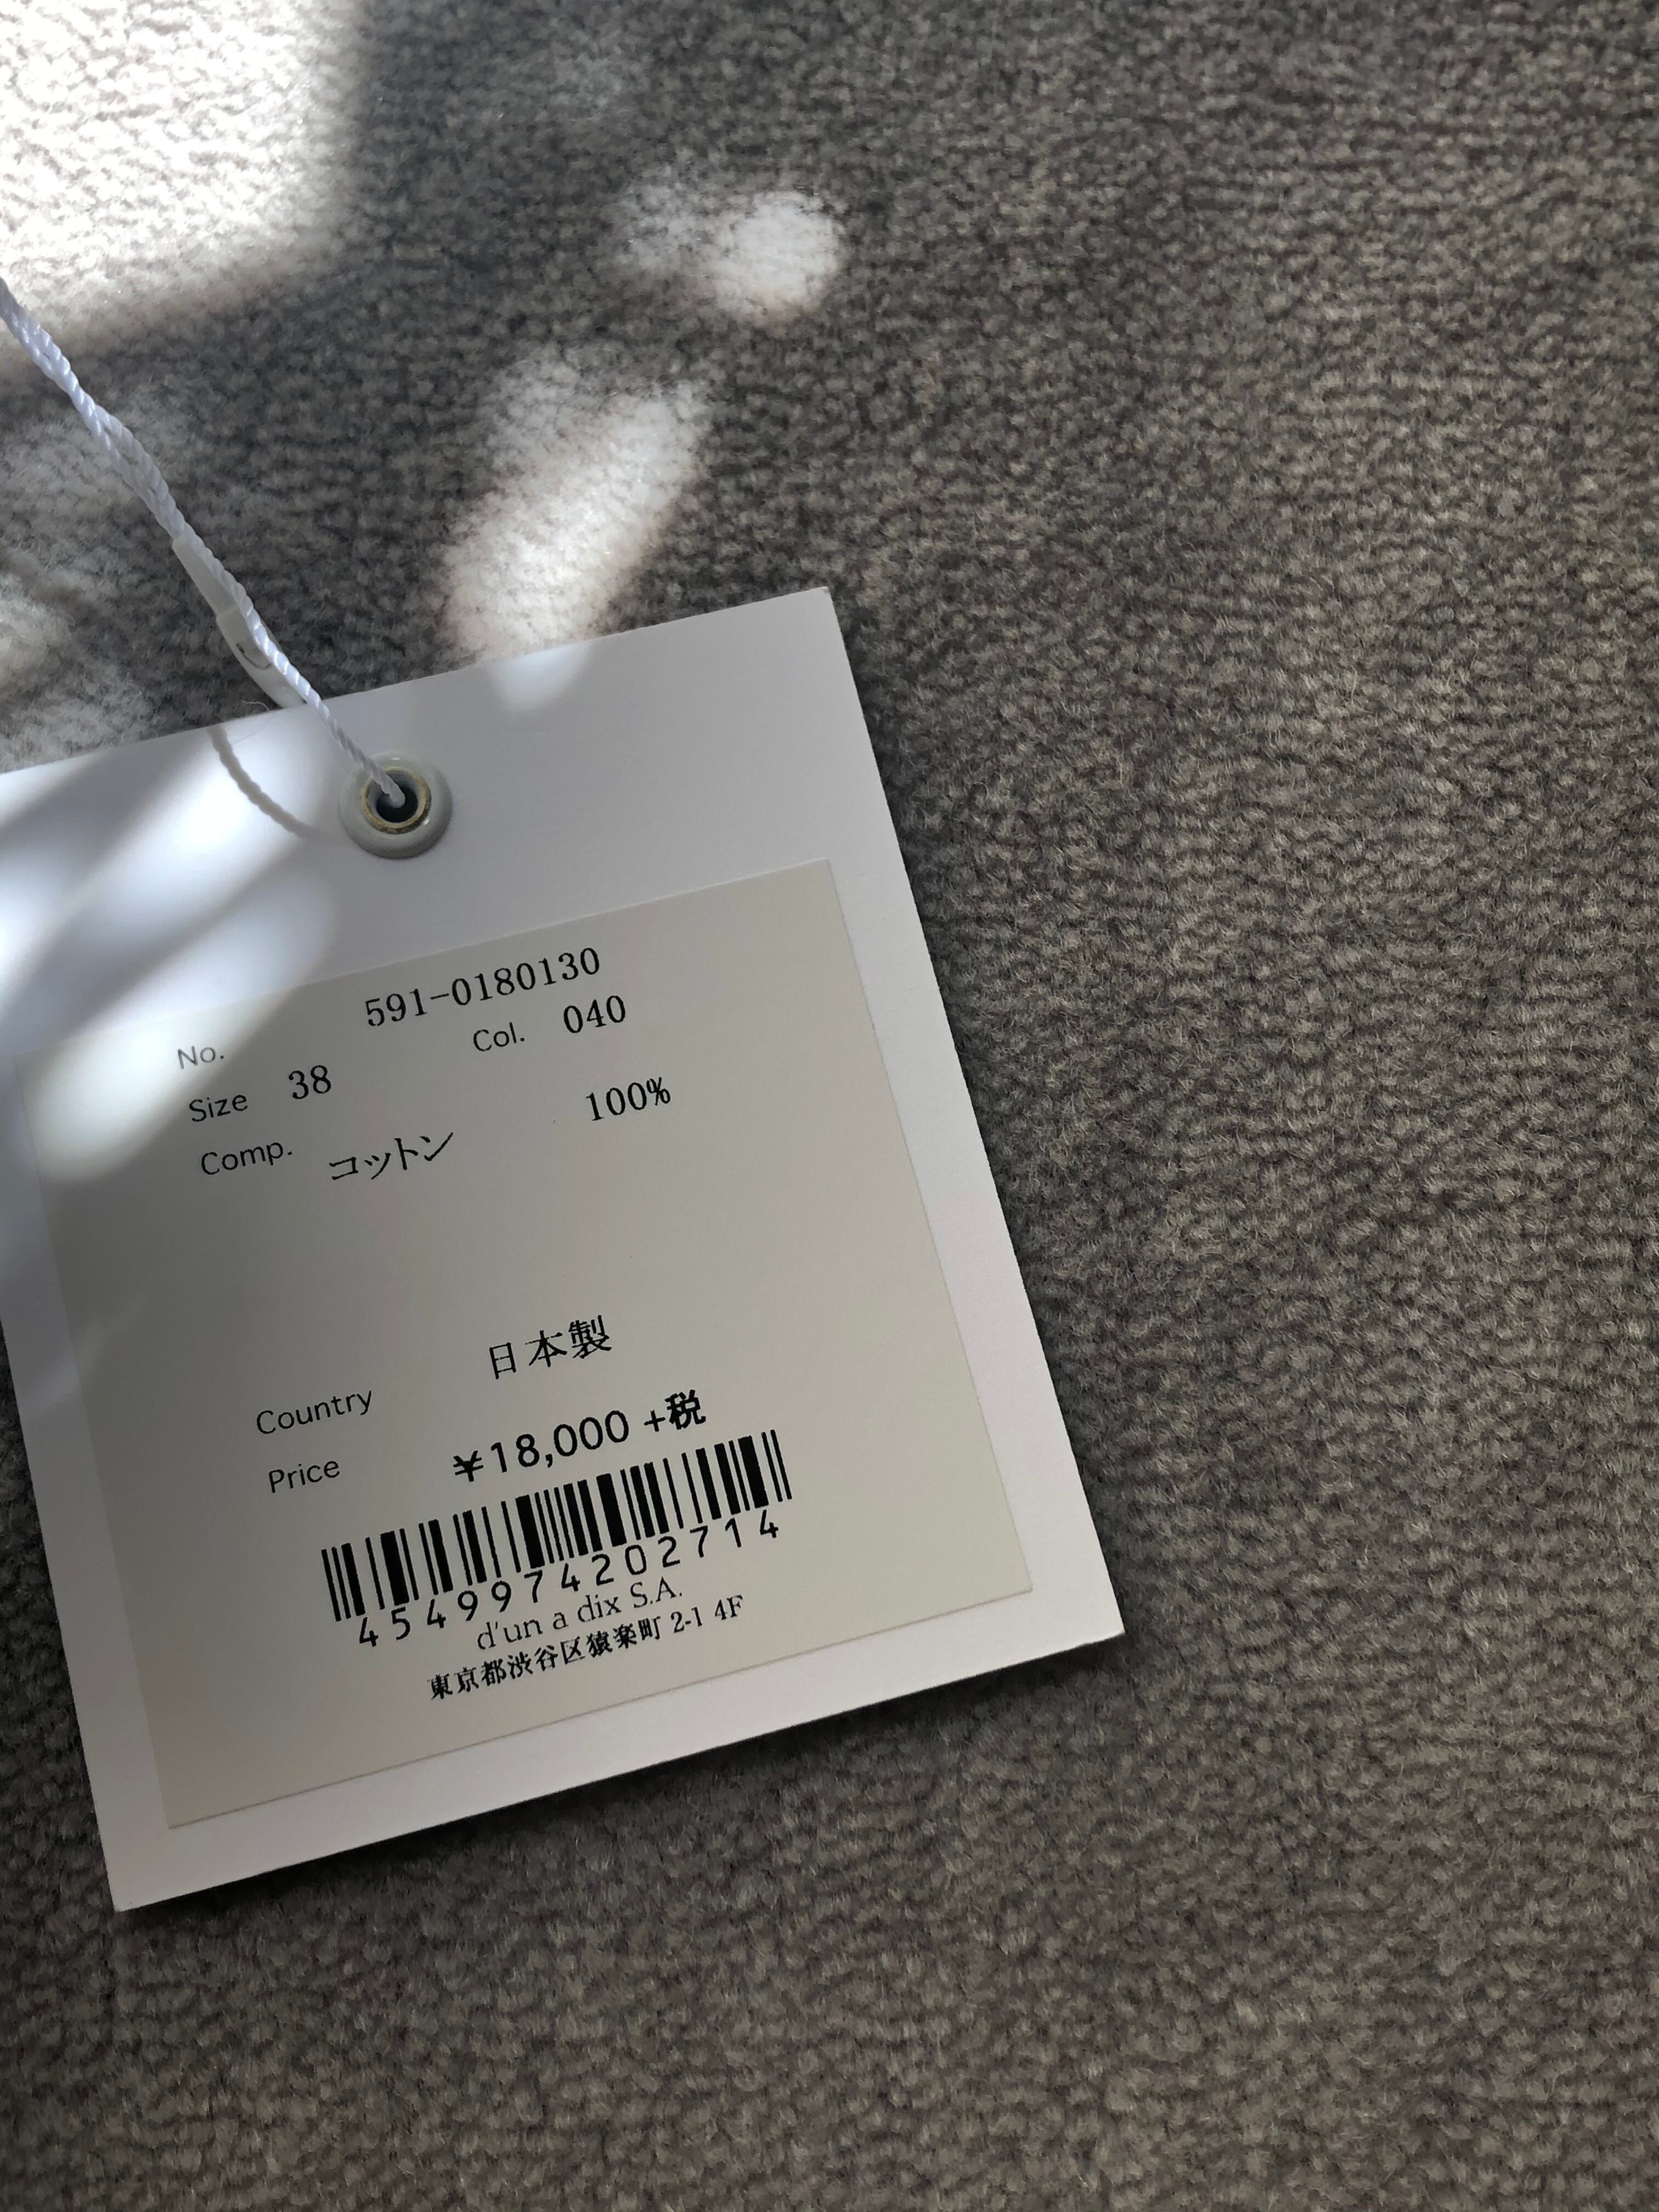 No. 591-0180130
Size 38 Col. 040
Comp. コットン 100%
Country 日本製
Price ¥18,000 +税
4549974202714
d'un a dix S.A.
東京都渋谷区猿楽町 2-1 4F